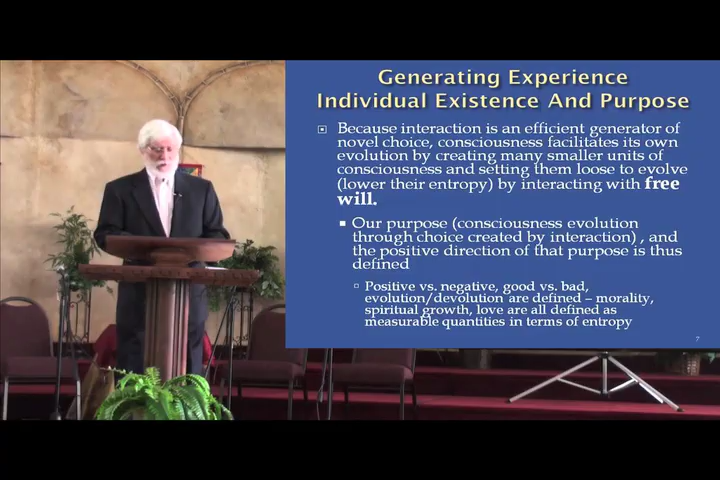 Generating Experience
Individual Existence And Purpose
Because interaction is an efficient generator of
novel choice, consciousness facilitates its own
evolution by creating many smaller units of
consciousness and setting them loose to evolve
(lower their entropy) by interacting with free
will.
Our purpose (consciousness evolution
through choice created by interaction) , and
the positive direction of that purpose is thus
defined
Positive vs. negative, good vs. bad,
evolution/devolution are defined – morality,
spiritual growth, love are all defined as
measurable quantities in terms of entropy
7